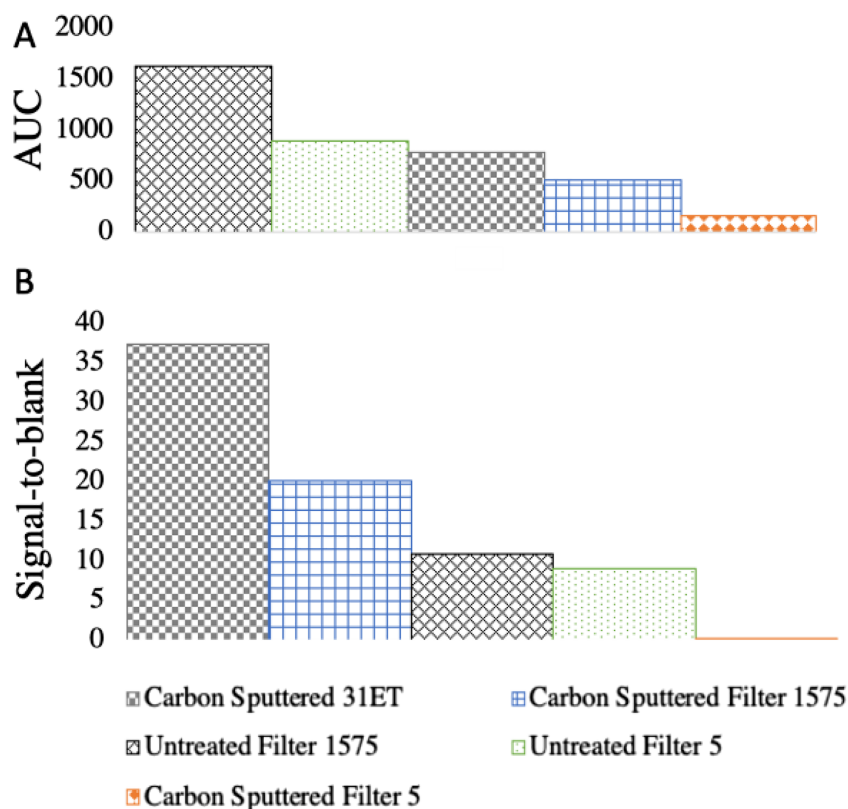 A
AUC
2000
1500
1000
500
0
B
Signal-to-blank
40
35
30
25
20
15
10
5
0
Carbon Sputtered 31ET
Carbon Sputtered Filter 1575
Untreated Filter 1575
Untreated Filter 5
Carbon Sputtered Filter 5